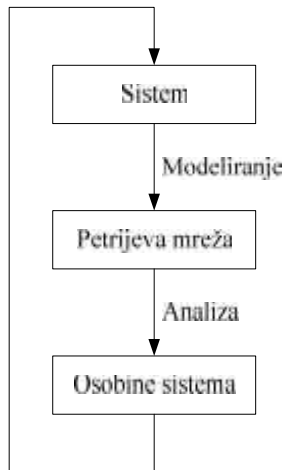 Sistem
Modeliranje
Petrijeva mreža
Analiza
Osobine sistema